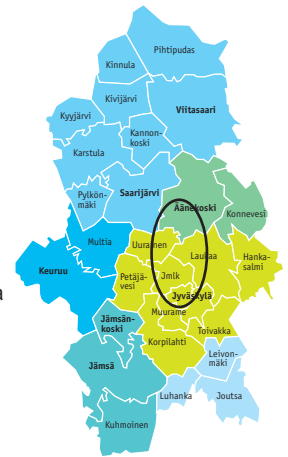 Pihtipudas
Kinnula
Kivijärvi
Viitasaari
Kyyjärvi
Kannon-
koski
Karstula
Saarijärvi
Pylkön-
mäki
Äänekoski
Konnevesi
Multia
Uurainen
Laukaa
Hanka-
salmi
Keuruu
Petäjä-
vesi
Jmlk
Jyväskylä
Muurame
Jämsän-
koski
Toivakka
Korpilahti
Leivon-
mäki
Jämsä
Luhanka
Joutsa
Kuhmoinen